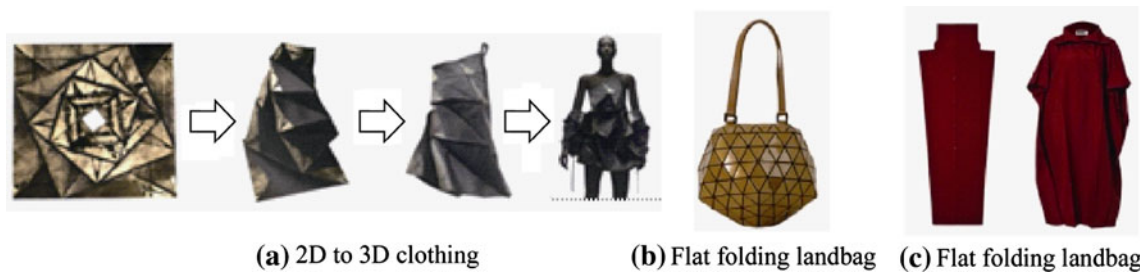 (a) 2D to 3D clothing
(b) Flat folding landbag
(c) Flat folding landbag